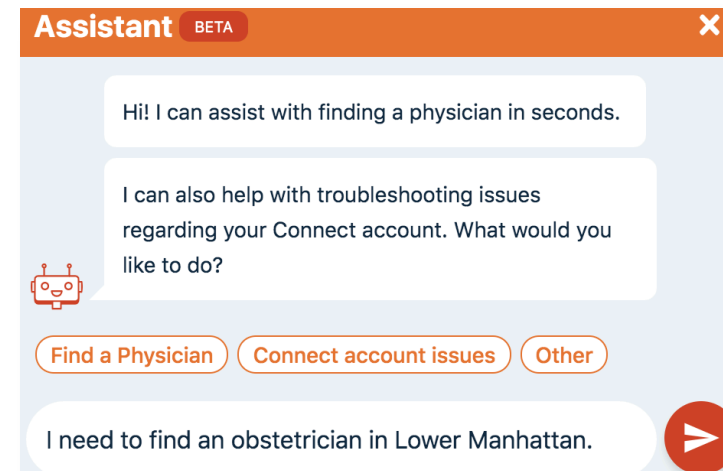 Assistant BETA
Hi! I can assist with finding a physician in seconds.
I can also help with troubleshooting issues
regarding your Connect account. What would you
like to do?
Find a Physician Connect account issues Other
I need to find an obstetrician in Lower Manhattan.